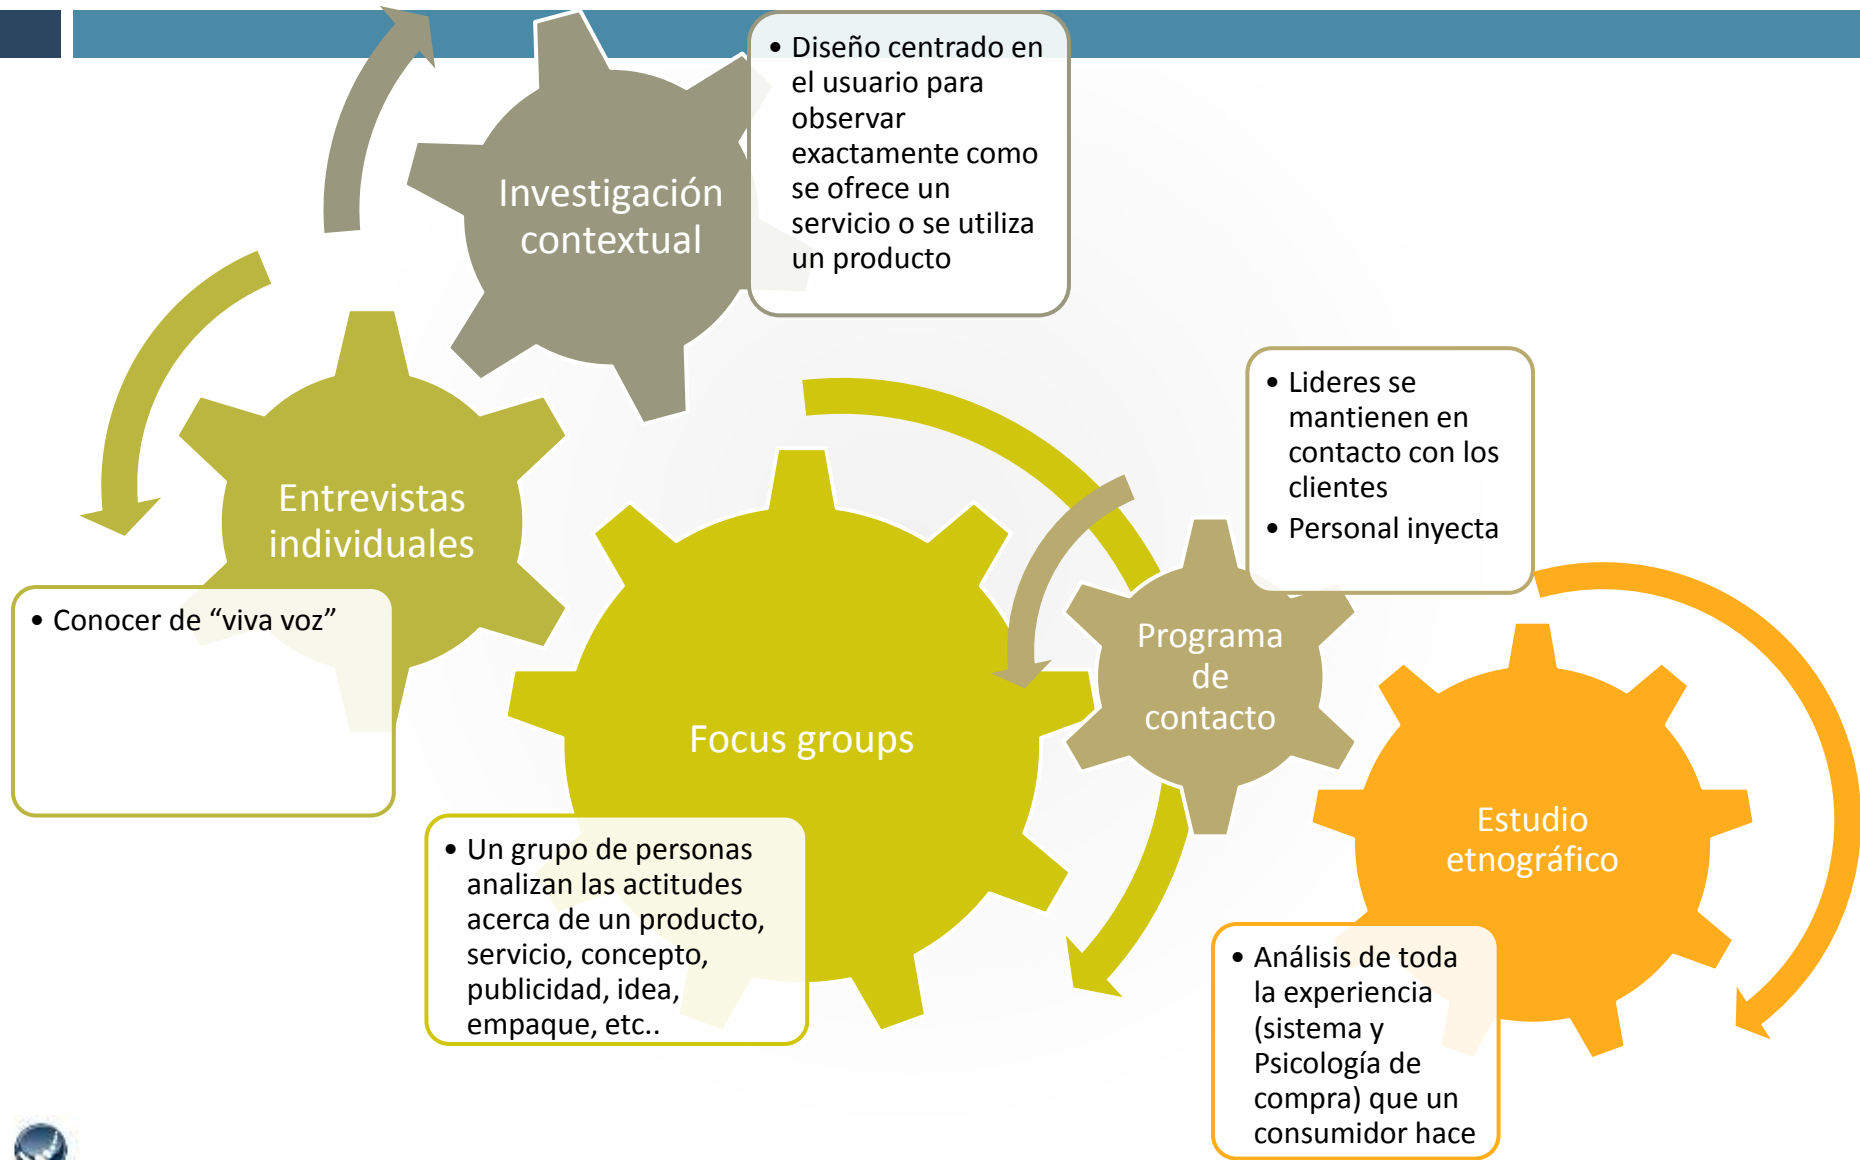 Investigación
contextual
• Diseño centrado en
el usuario para
observar
exactamente como
se ofrece un
servicio o se utiliza
un producto
Entrevistas
individuales
• Conocer de “viva voz”
Focus groups
• Un grupo de personas
analizan las actitudes
acerca de un producto,
servicio, concepto,
publicidad, idea,
empaque, etc..
Programa
de
contacto
• Lideres se
mantienen en
contacto con los
clientes
• Personal inyecta
Estudio
etnográfico
• Análisis de toda
la experiencia
(sistema y
Psicología de
compra) que un
consumidor hace